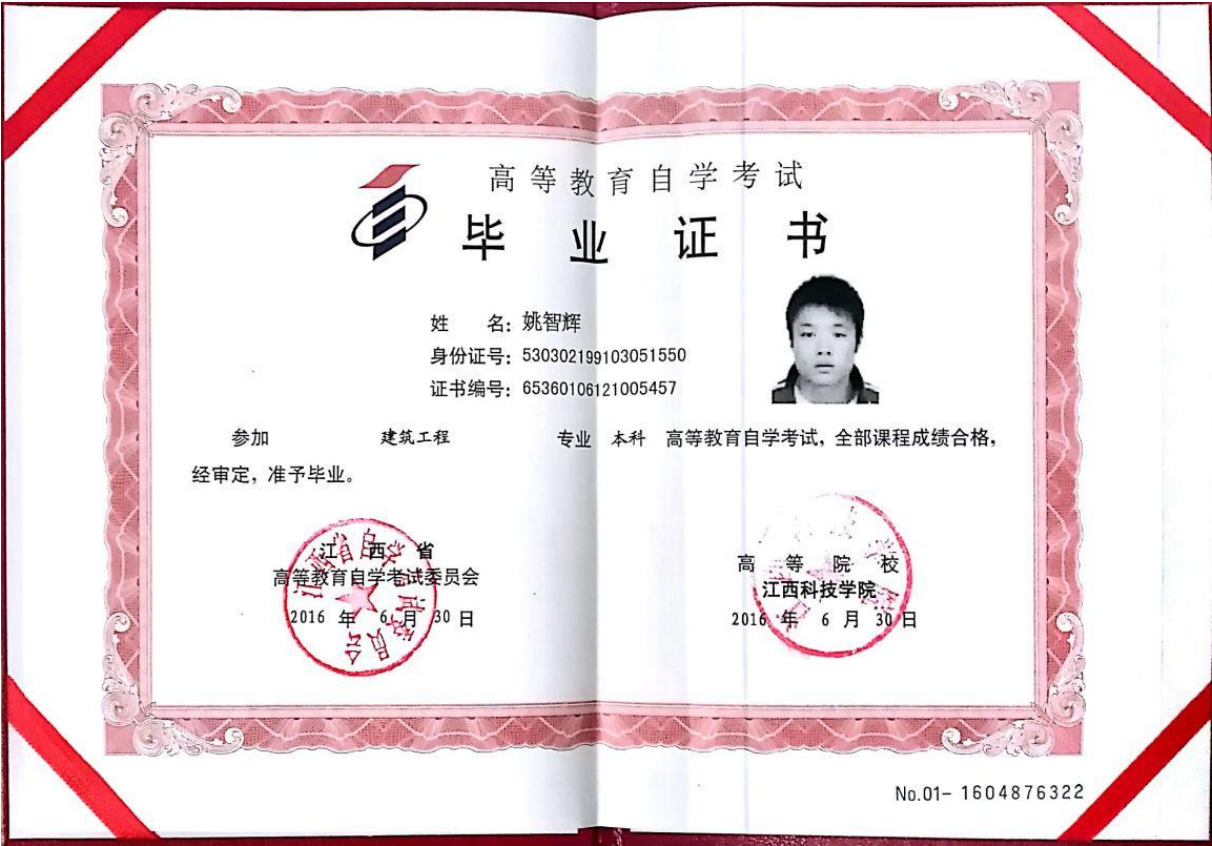 高等教育自学考试
毕业证书
姓 名：姚智辉
身份证号：530302199103051550
证书编号：65360106121005457
参加 建筑工程 专业 本科 高等教育自学考试，全部课程成绩合格，
经审定，准予毕业。
江西省
高等教育自学考试委员会
2016 年 6 月 30 日
高等院校
江西科技学院
2016 年 6 月 30 日
No.01- 1604876322